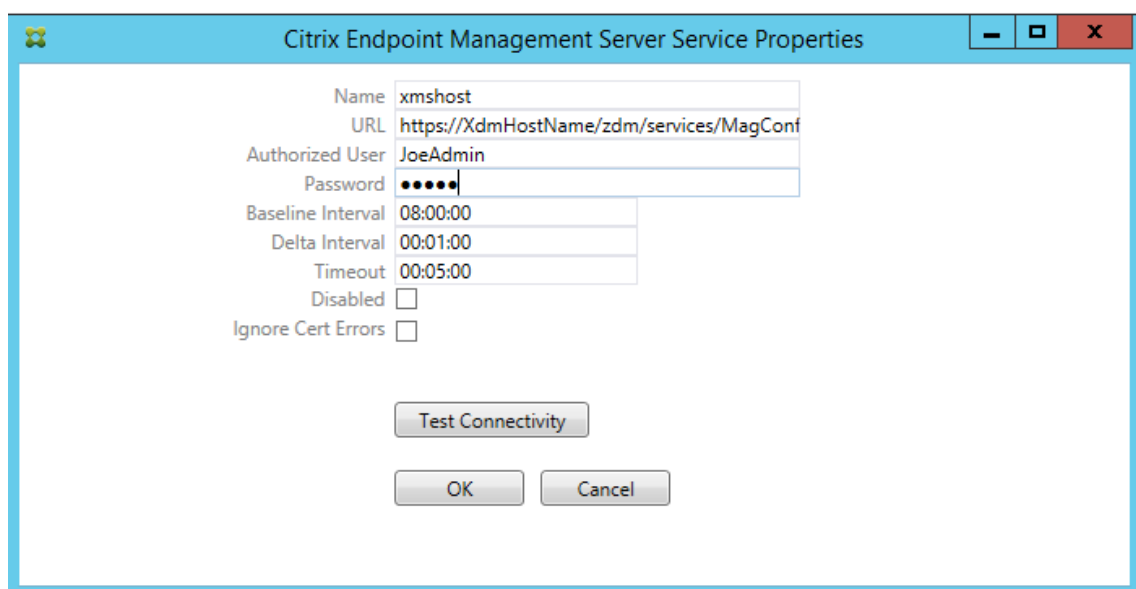 Citrix Endpoint Management Server Service Properties
Name xmshost
URL https://XdmHostName/zdm/services/MagConf
Authorized User JoeAdmin
Password •••••
Baseline Interval 08:00:00
Delta Interval 00:01:00
Timeout 00:05:00
Disabled
Ignore Cert Errors
Test Connectivity
OK Cancel